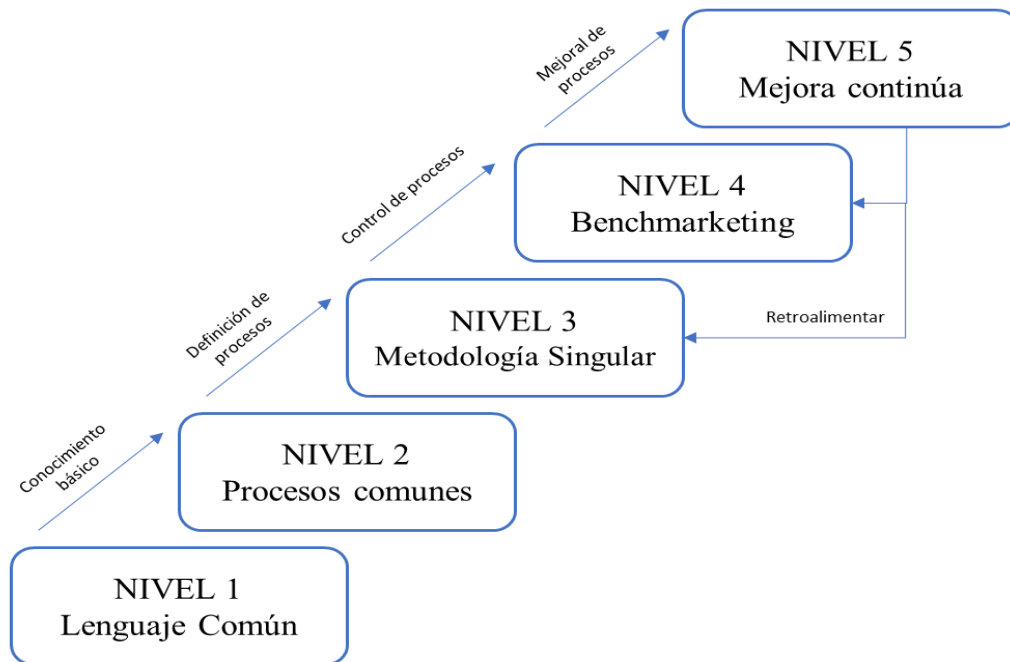 NIVEL 5
Mejora continúa
Mejoral de
procesos
NIVEL 4
Benchmarketing
Control de procesos
NIVEL 3
Metodología Singular
Retroalimentar
Definición de
procesos
NIVEL 2
Procesos comunes
Conocimiento
básico
NIVEL 1
Lenguaje Común